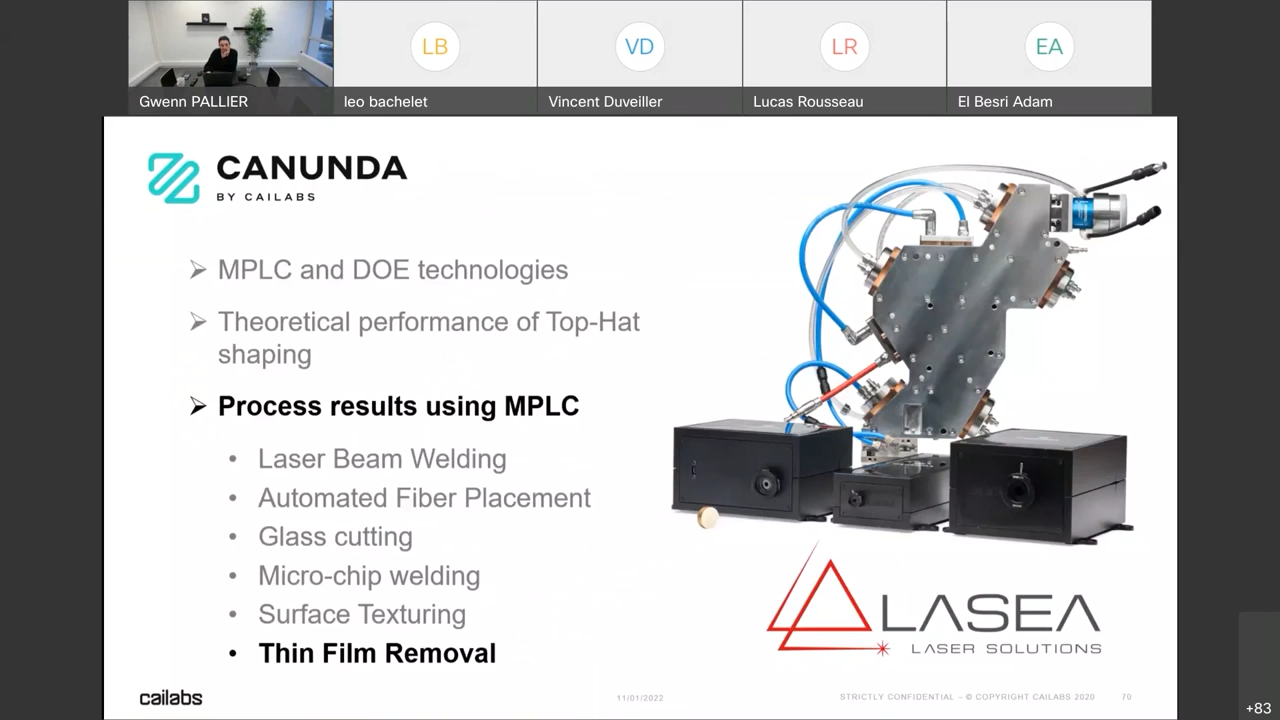 LB
VD
LR
EA
Gwenn PALLIER
leo bachelet
Vincent Duveiller
Lucas Rousseau
El Besri Adam
CANUNDA
BY CAILABS
➢ MPLC and DOE technologies
➢ Theoretical performance of Top-Hat
shaping
➢ Process results using MPLC
• Laser Beam Welding
• Automated Fiber Placement
• Glass cutting
• Micro-chip welding
• Surface Texturing
• Thin Film Removal
LASEA
LASER SOLUTIONS
cailabs
11/01/2022
STRICTLY CONFIDENTIAL – © COPYRIGHT CAILABS 2020
70
+83